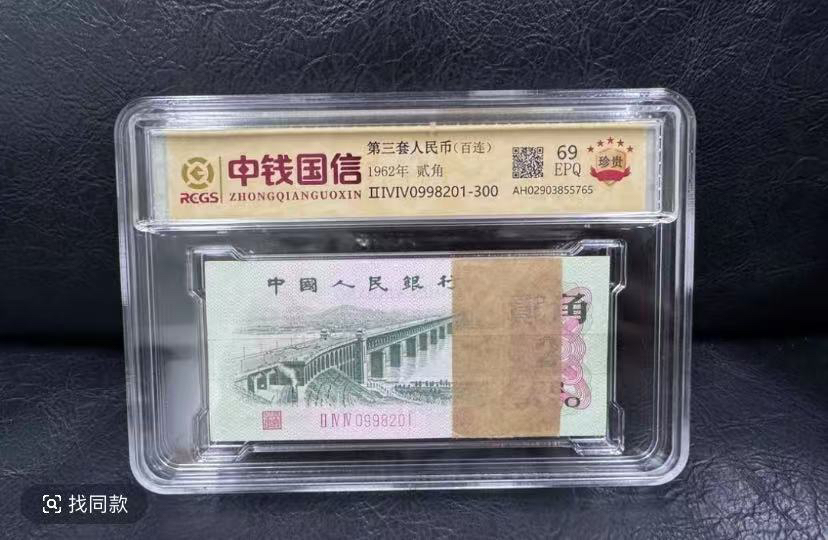 中钱国信
RCGS ZHONGQIANGUOXIN
第三套人民币(百连)
1962年 贰角
ⅡⅣⅣ0998201-300
69
EPQ
珍贵
AH02903855765
中國人民銀行
贰角
2
ⅡⅣⅣ0998201
找同款